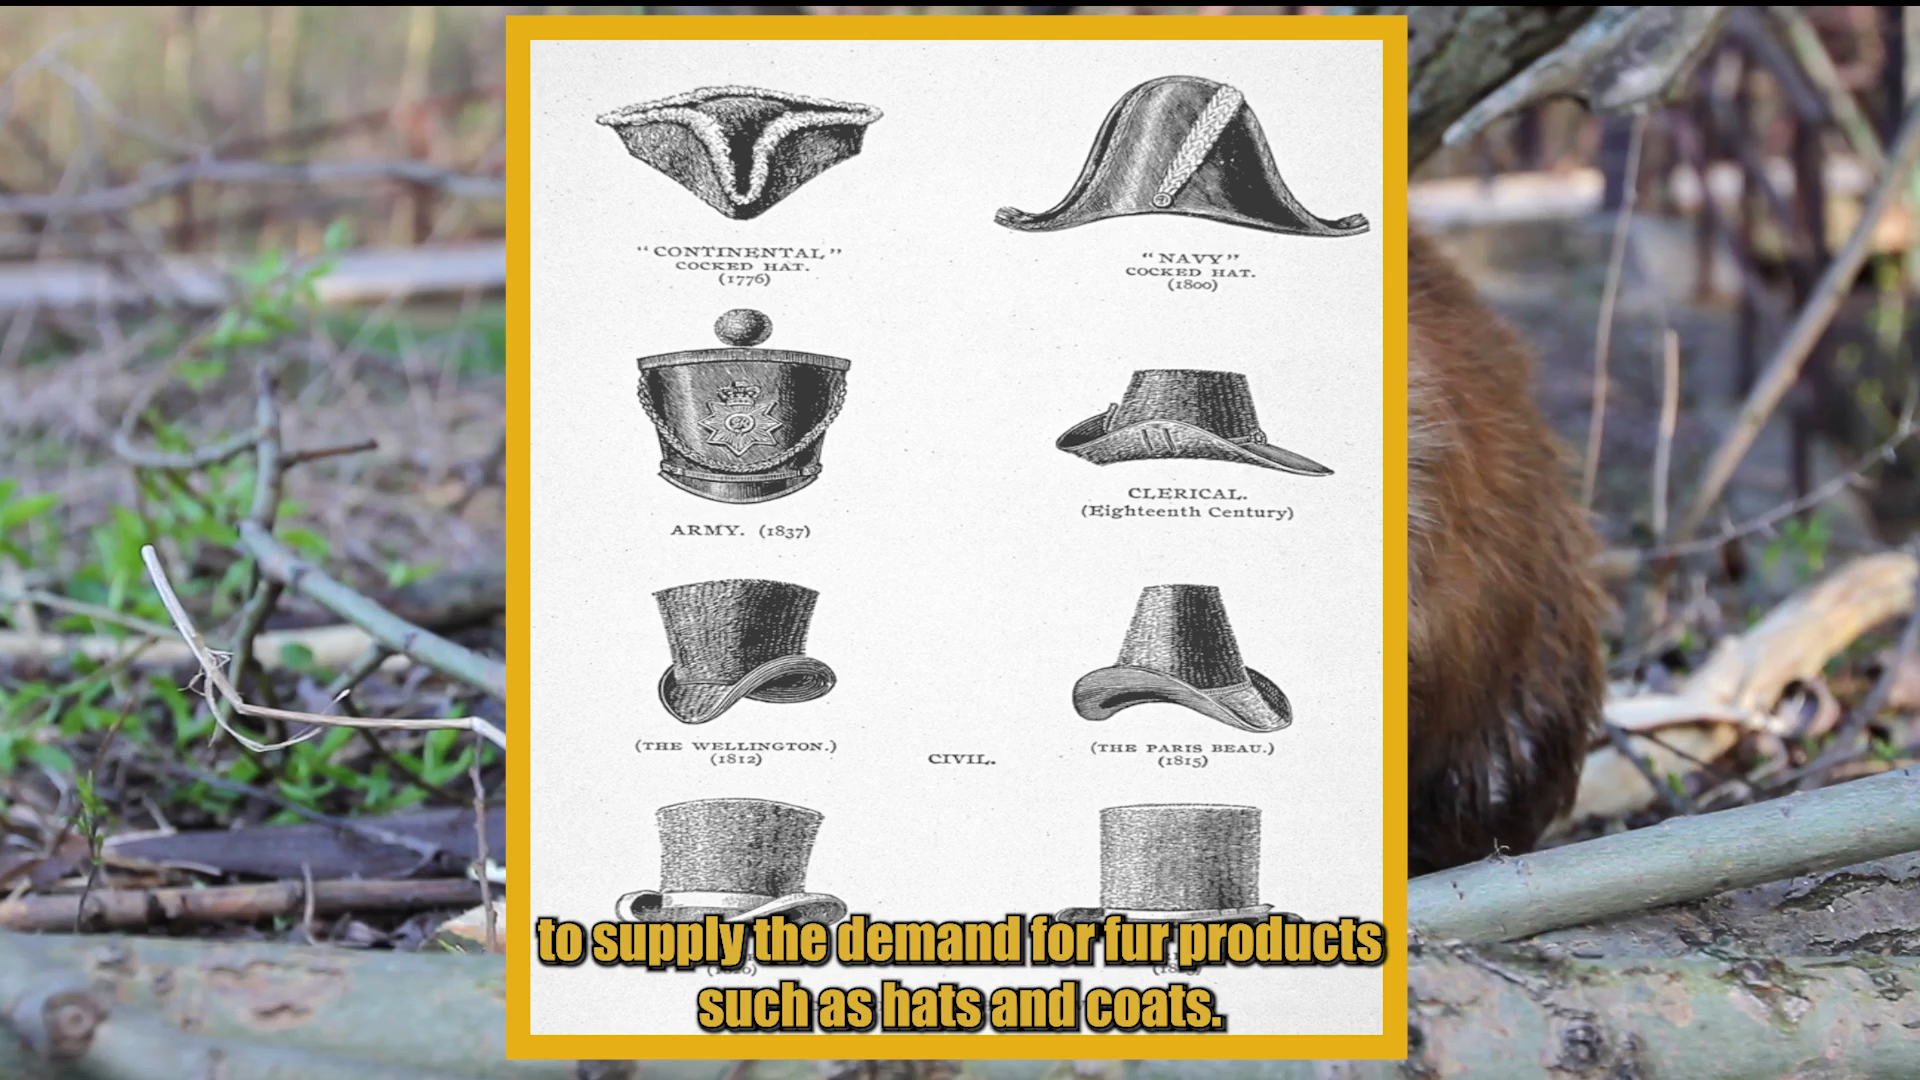 "CONTINENTAL"
COCKED HAT.
(1776)
"NAVY"
COCKED HAT.
(1800)
ARMY. (1837)
CLERICAL.
(Eighteenth Century)
(THE WELLINGTON.)
(1812)
CIVIL.
(THE PARIS BEAU.)
(1815)
to supply the demand for fur products
such as hats and coats.